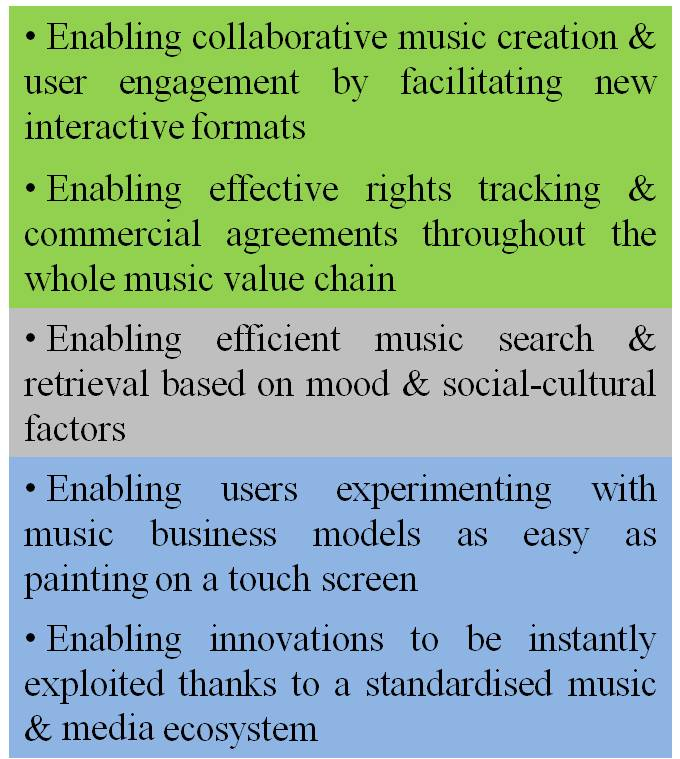 • Enabling collaborative music creation &
user engagement by facilitating new
interactive formats
• Enabling effective rights tracking &
commercial agreements throughout the
whole music value chain
• Enabling efficient music search &
retrieval based on mood & social-cultural
factors
• Enabling users experimenting with
music business models as easy as
painting on a touch screen
• Enabling innovations to be instantly
exploited thanks to a standardised music
& media ecosystem